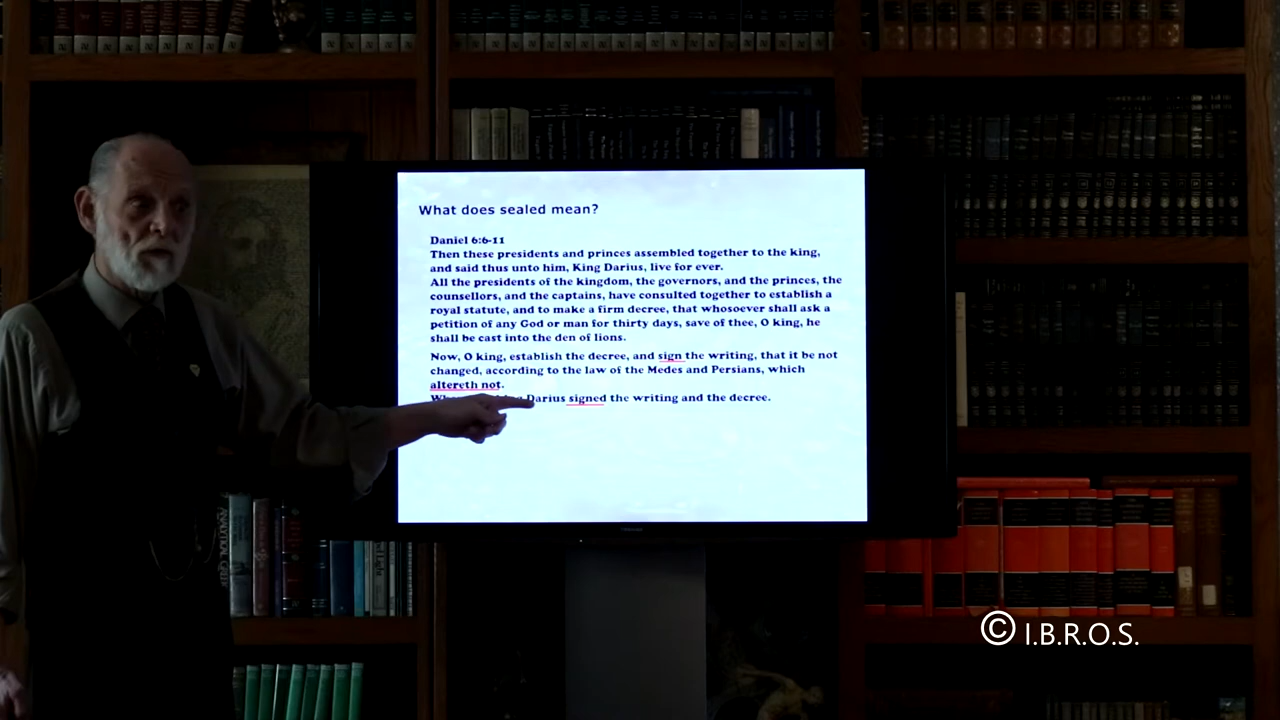 What does sealed mean?
Daniel 6:6-11
Then these presidents and princes assembled together to the king,
and said thus unto him, King Darius, live for ever.
All the presidents of the kingdom, the governors, and the princes, the
counsellors, and the captains, have consulted together to establish a
royal statute, and to make a firm decree, that whosoever shall ask a
petition of any God or man for thirty days, save of thee, O king, he
shall be cast into the den of lions.
Now, O king, establish the decree, and sign the writing, that it be not
changed, according to the law of the Medes and Persians, which
altereth not.
Darius signed the writing and the decree.
© I.B.R.O.S.